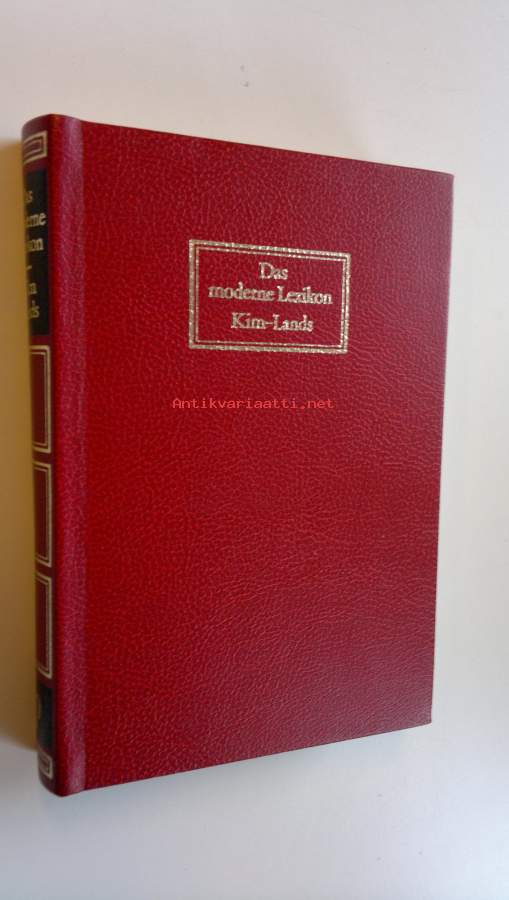 Das
moderne Lexikon
Kim-Lands
Antikvariaatti.net